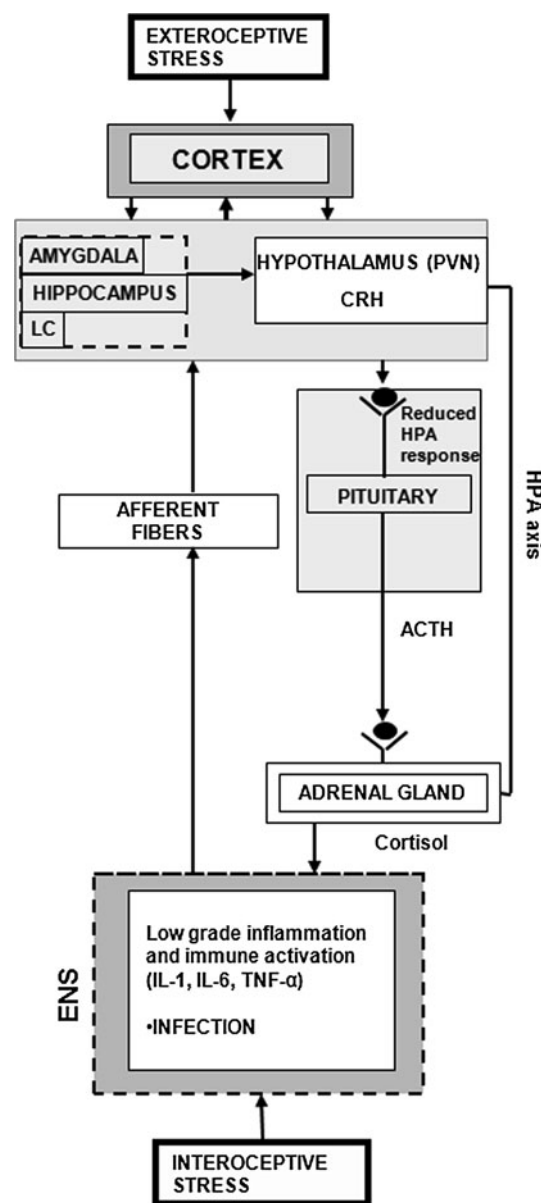 EXTEROCEPTIVE
STRESS
CORTEX
AMYGDALA
HIPPOCAMPUS
LC
HYPOTHALAMUS (PVN)
CRH
Reduced
HPA
response
PITUITARY
HPA axis
AFFERENT
FIBERS
ACTH
ADRENAL GLAND
Cortisol
ENS
Low grade inflammation
and immune activation
(IL-1, IL-6, TNF-α)
•INFECTION
INTEROCEPTIVE
STRESS